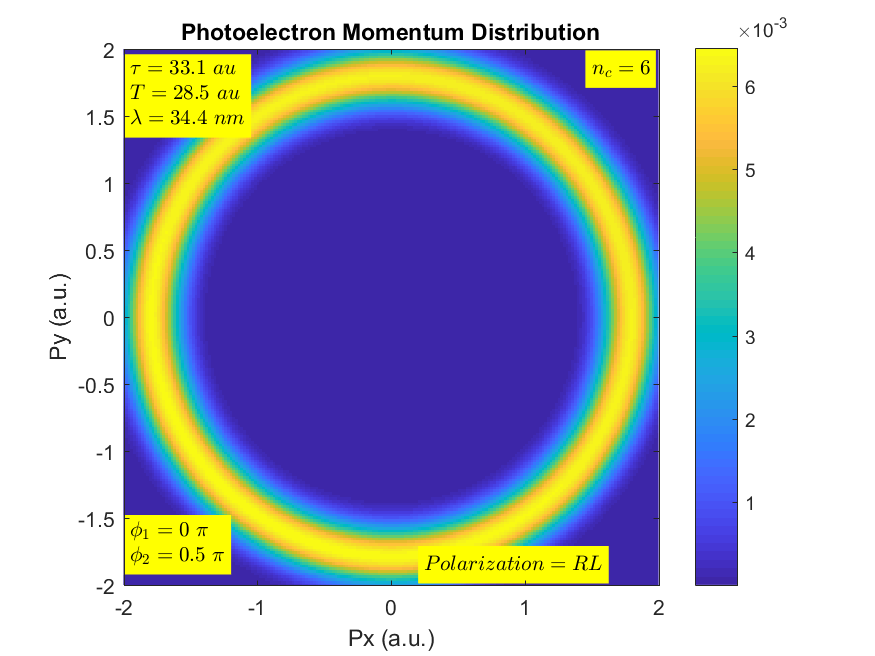 Photoelectron Momentum Distribution
×10⁻³
τ = 33.1 au
T = 28.5 au
λ = 34.4 nm
n_c = 6
2
1.5
1
0.5
0
-0.5
-1
-1.5
-2
Py (a.u.)
ϕ₁ = 0 π
ϕ₂ = 0.5 π
Polarization = RL
-2
-1
0
1
2
Px (a.u.)
6
5
4
3
2
1